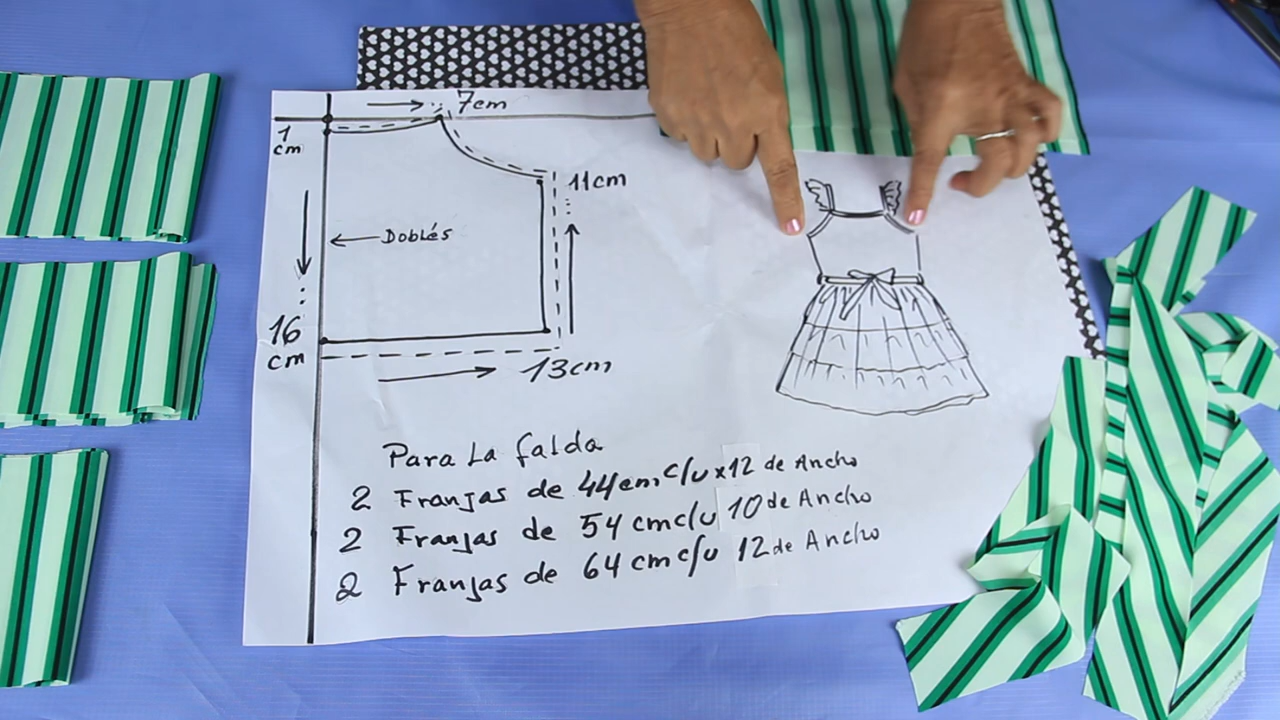 7cm
1
cm
11cm
Doblés
16
cm
13cm
Para La falda
2 Franjas de 44cm c/u x12 de Ancho
2 Franjas de 54 cm c/u 10 de Ancho
2 Franjas de 64 cm c/u 12 de Ancho